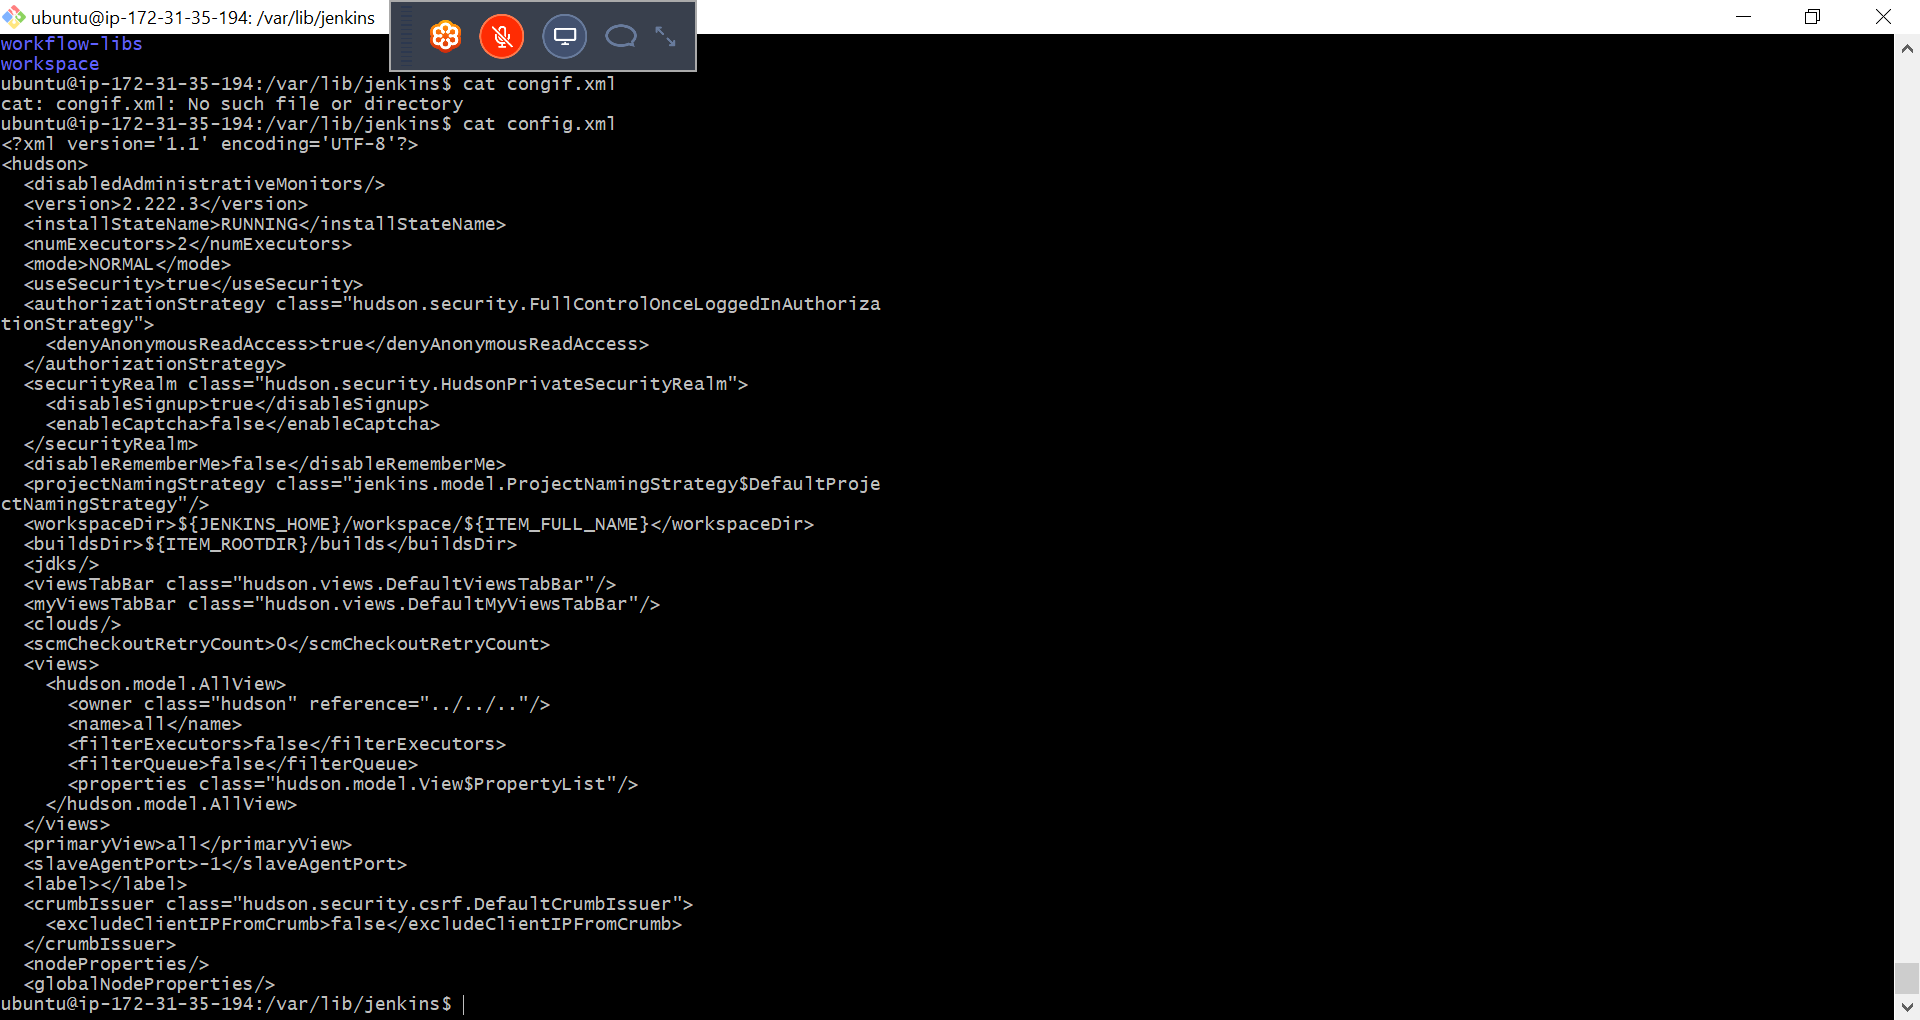 ubuntu@ip-172-31-35-194: /var/lib/jenkins
workflow-libs
workspace
ubuntu@ip-172-31-35-194:/var/lib/jenkins$ cat congif.xml
cat: congif.xml: No such file or directory
ubuntu@ip-172-31-35-194:/var/lib/jenkins$ cat config.xml
<?xml version='1.1' encoding='UTF-8'?>
<hudson>
  <disabledAdministrativeMonitors/>
  <version>2.222.3</version>
  <installStateName>RUNNING</installStateName>
  <numExecutors>2</numExecutors>
  <mode>NORMAL</mode>
  <useSecurity>true</useSecurity>
  <authorizationStrategy class="hudson.security.FullControlOnceLoggedInAuthoriza
tionStrategy">
    <denyAnonymousReadAccess>true</denyAnonymousReadAccess>
  </authorizationStrategy>
  <securityRealm class="hudson.security.HudsonPrivateSecurityRealm">
    <disableSignup>true</disableSignup>
    <enableCaptcha>false</enableCaptcha>
  </securityRealm>
  <disableRememberMe>false</disableRememberMe>
  <projectNamingStrategy class="jenkins.model.ProjectNamingStrategy$DefaultProje
ctNamingStrategy"/>
  <workspaceDir>${JENKINS_HOME}/workspace/${ITEM_FULL_NAME}</workspaceDir>
  <buildsDir>${ITEM_ROOTDIR}/builds</buildsDir>
  <jdks/>
  <viewsTabBar class="hudson.views.DefaultViewsTabBar"/>
  <myViewsTabBar class="hudson.views.DefaultMyViewsTabBar"/>
  <clouds/>
  <scmCheckoutRetryCount>0</scmCheckoutRetryCount>
  <views>
    <hudson.model.AllView>
      <owner class="hudson" reference="../../.."/>
      <name>all</name>
      <filterExecutors>false</filterExecutors>
      <filterQueue>false</filterQueue>
      <properties class="hudson.model.View$PropertyList"/>
    </hudson.model.AllView>
  </views>
  <primaryView>all</primaryView>
  <slaveAgentPort>-1</slaveAgentPort>
  <label></label>
  <crumbIssuer class="hudson.security.csrf.DefaultCrumbIssuer">
    <excludeClientIPFromCrumb>false</excludeClientIPFromCrumb>
  </crumbIssuer>
  <nodeProperties/>
  <globalNodeProperties/>
ubuntu@ip-172-31-35-194:/var/lib/jenkins$